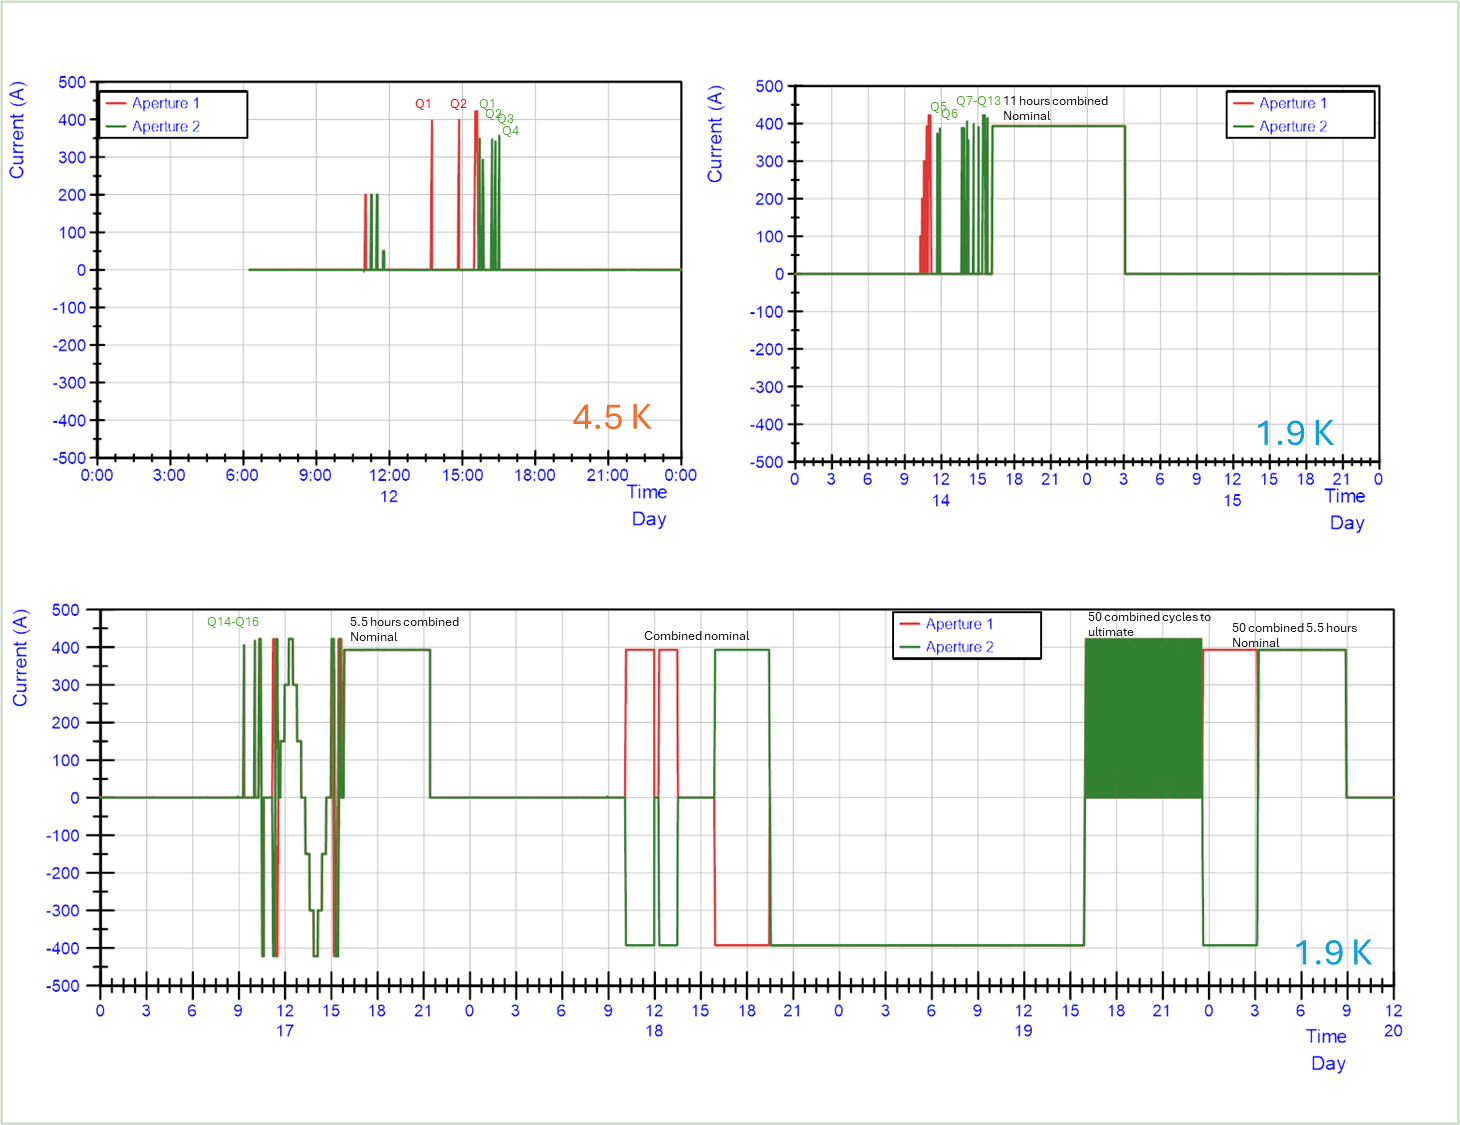 Current (A)
500
400
300
200
100
0
-100
-200
-300
-400
-500
Aperture 1
Aperture 2
Q1
Q2
Q1
Q2
Q3
Q4
4.5 K
0:00 3:00 6:00 9:00 12:00 15:00 18:00 21:00 0:00
12
Time
Day
Current (A)
500
400
300
200
100
0
-100
-200
-300
-400
-500
Q5
Q6
Q7-Q13
11 hours combined
Nominal
Aperture 1
Aperture 2
1.9 K
0 3 6 9 12 15 18 21 0 3 6 9 12 15 18 21 0
14 15
Time
Day
Current (A)
500
400
300
200
100
0
-100
-200
-300
-400
-500
Q14-Q16
5.5 hours combined
Nominal
Combined nominal
Aperture 1
Aperture 2
50 combined cycles to
ultimate
50 combined 5.5 hours
Nominal
1.9 K
0 3 6 9 12 15 18 21 0 3 6 9 12 15 18 21 0 3 6 9 12 15 18 21 0 3 6 9 12
17 18 19 20
Time
Day